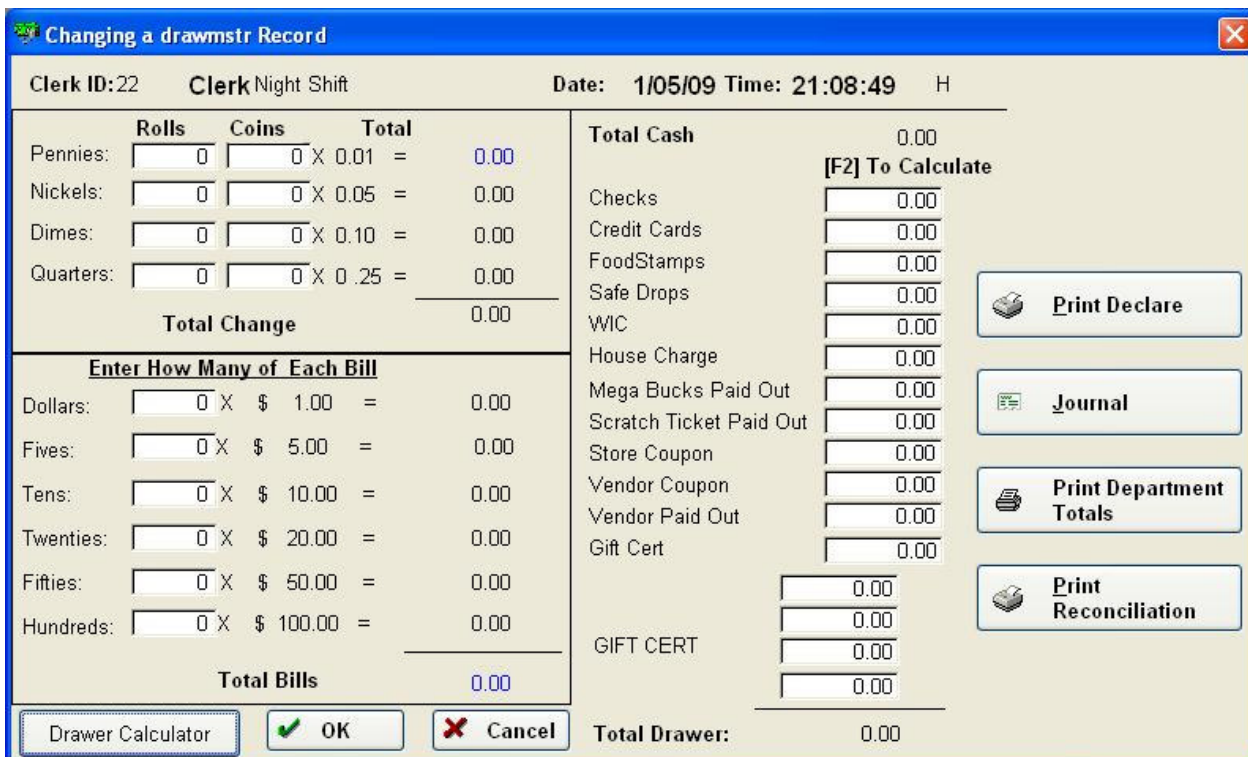 Changing a drawmstr Record
Clerk ID: 22 Clerk Night Shift Date: 1/05/09 Time: 21:08:49 H
Rolls Coins Total
Pennies: 0 0 X 0.01 = 0.00
Nickels: 0 0 X 0.05 = 0.00
Dimes: 0 0 X 0.10 = 0.00
Quarters: 0 0 X 0 .25 = 0.00
Total Change 0.00
Enter How Many of Each Bill
Dollars: 0 X $ 1.00 = 0.00
Fives: 0 X $ 5.00 = 0.00
Tens: 0 X $ 10.00 = 0.00
Twenties: 0 X $ 20.00 = 0.00
Fifties: 0 X $ 50.00 = 0.00
Hundreds: 0 X $ 100.00 = 0.00
Total Bills 0.00
Drawer Calculator OK Cancel
Total Cash 0.00
[F2] To Calculate
Checks 0.00
Credit Cards 0.00
FoodStamps 0.00
Safe Drops 0.00
WIC 0.00
House Charge 0.00
Mega Bucks Paid Out 0.00
Scratch Ticket Paid Out 0.00
Store Coupon 0.00
Vendor Coupon 0.00
Vendor Paid Out 0.00
Gift Cert 0.00
0.00
0.00
GIFT CERT 0.00
0.00
Total Drawer: 0.00
Print Declare
Journal
Print Department
Totals
Print
Reconciliation